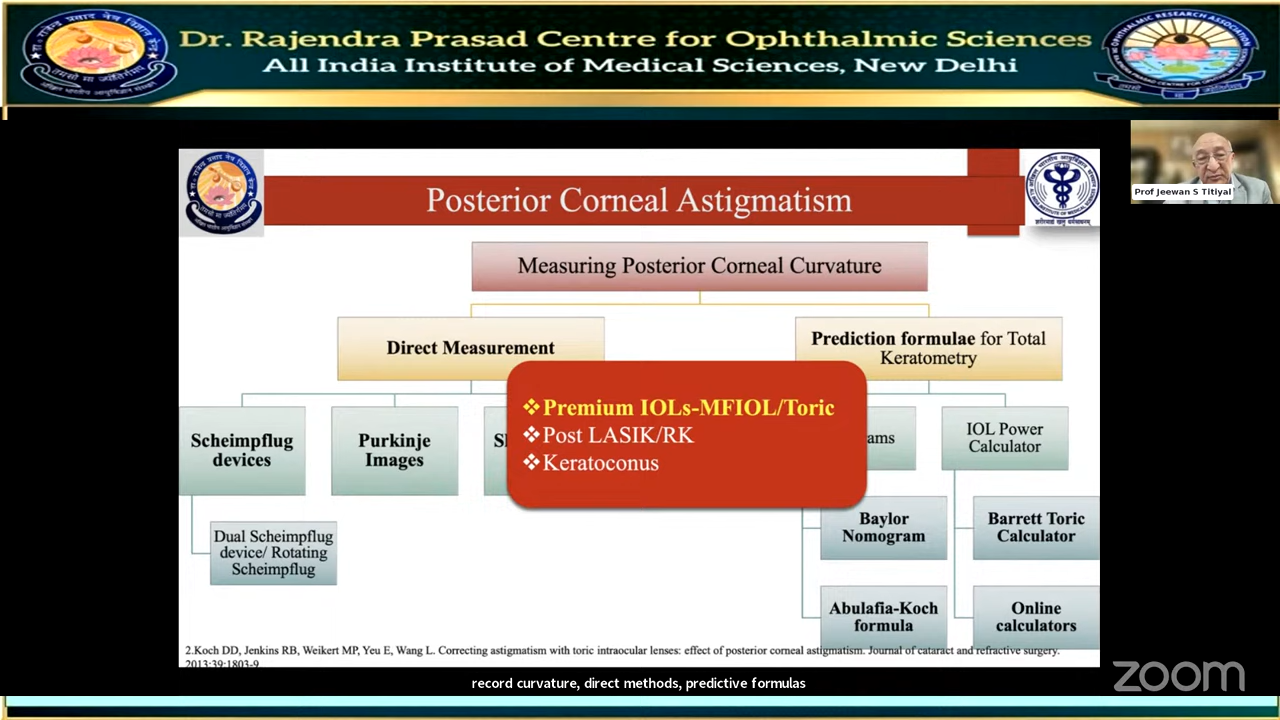 Dr. Rajendra Prasad Centre for Ophthalmic Sciences
All India Institute of Medical Sciences, New Delhi
Prof Jeewan S Titiyal
Posterior Corneal Astigmatism
Measuring Posterior Corneal Curvature
Direct Measurement
Prediction formulae for Total
Keratometry
❖Premium IOLs-MFIOL/Toric
❖Post LASIK/RK
❖Keratoconus
Scheimpflug
devices
Purkinje
Images
IOL Power
Calculator
Dual Scheimpflug
device/ Rotating
Scheimpflug
Baylor
Nomogram
Barrett Toric
Calculator
Abulafia-Koch
formula
Online
calculators
2.Koch DD, Jenkins RB, Weikert MP, Yeu E, Wang L. Correcting astigmatism with toric intraocular lenses: effect of posterior corneal astigmatism. Journal of cataract and refractive surgery.
2013;39:1803-9
record curvature, direct methods, predictive formulas
zoom